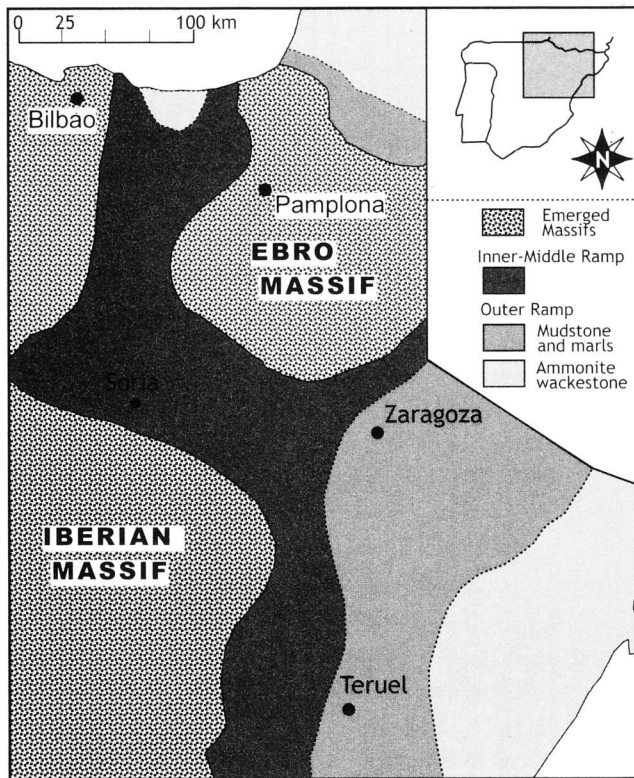 0 25 100 km
Bilbao
Pamplona
EBRO
MASSIF
Soria
Zaragoza
IBERIAN
MASSIF
Teruel
N
Emerged
Massifs
Inner-Middle Ramp
Outer Ramp
Mudstone
and marls
Ammonite
wackestone